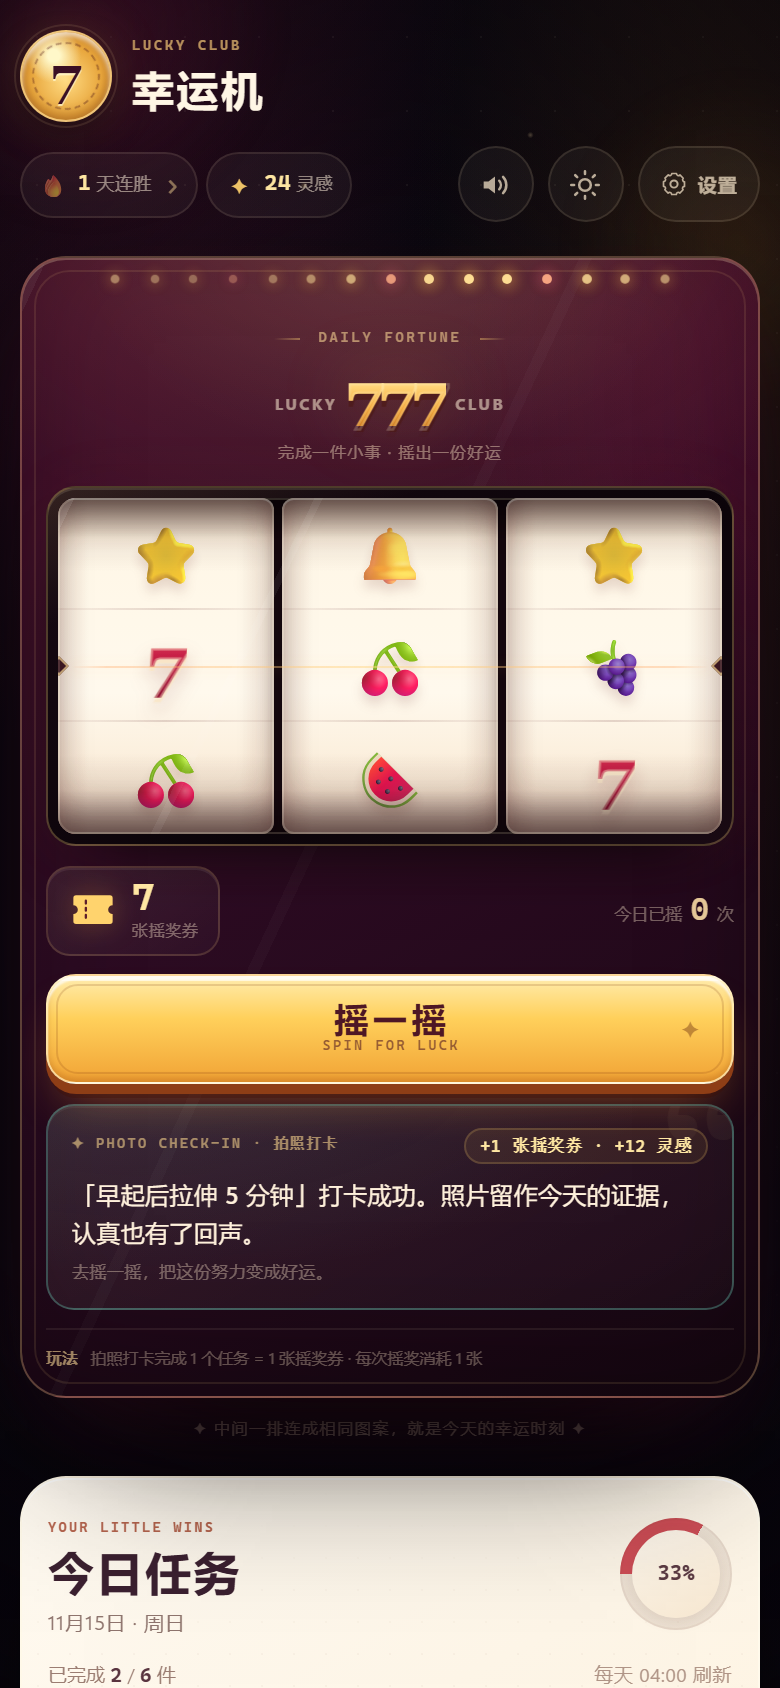 7
LUCKY CLUB
幸运机
1 天连胜
24 灵感
设置
DAILY FORTUNE
LUCKY 777 CLUB
完成一件小事 · 摇出一份好运
7
7
7
张摇奖券
今日已摇 0 次
摇一摇
SPIN FOR LUCK
PHOTO CHECK-IN · 拍照打卡
+1 张摇奖券 · +12 灵感
「早起后拉伸 5 分钟」打卡成功。照片留作今天的证据，
认真也有了回声。
去摇一摇，把这份努力变成好运。
玩法 拍照打卡完成 1 个任务 = 1 张摇奖券 · 每次摇奖消耗 1 张
中间一排连成相同图案，就是今天的幸运时刻
YOUR LITTLE WINS
今日任务
33%
11月15日 · 周日
已完成 2 / 6 件
每天 04:00 刷新